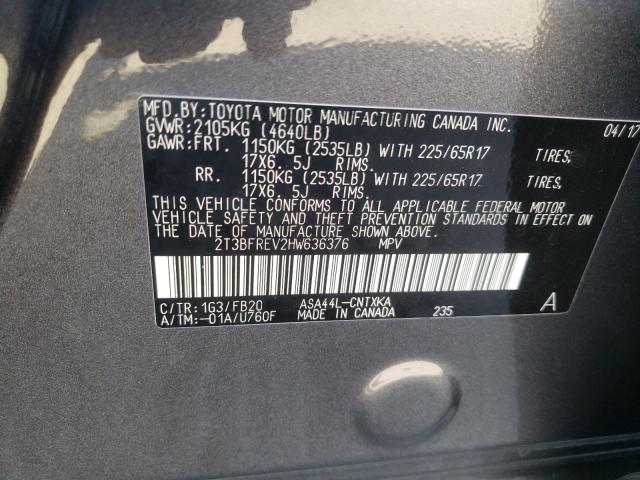 MFD. BY: TOYOTA MOTOR MANUFACTURING CANADA INC. 04/17
GVWR: 2105KG (4640LB)
GAWR: FRT. 1150KG (2535LB) WITH 225/65R17 TIRES,
17X6. 5J RIMS.
RR. 1150KG (2535LB) WITH 225/65R17 TIRES,
17X6. 5J RIMS.
THIS VEHICLE CONFORMS TO ALL APPLICABLE FEDERAL MOTOR
VEHICLE SAFETY AND THEFT PREVENTION STANDARDS IN EFFECT ON
THE DATE OF MANUFACTURE SHOWN ABOVE.
2T3BFREV2HW636376 MPV
C/TR: 1G3/FB20 ASA44L-CNTXKA A
A/TM: -01A/U760F MADE IN CANADA 235